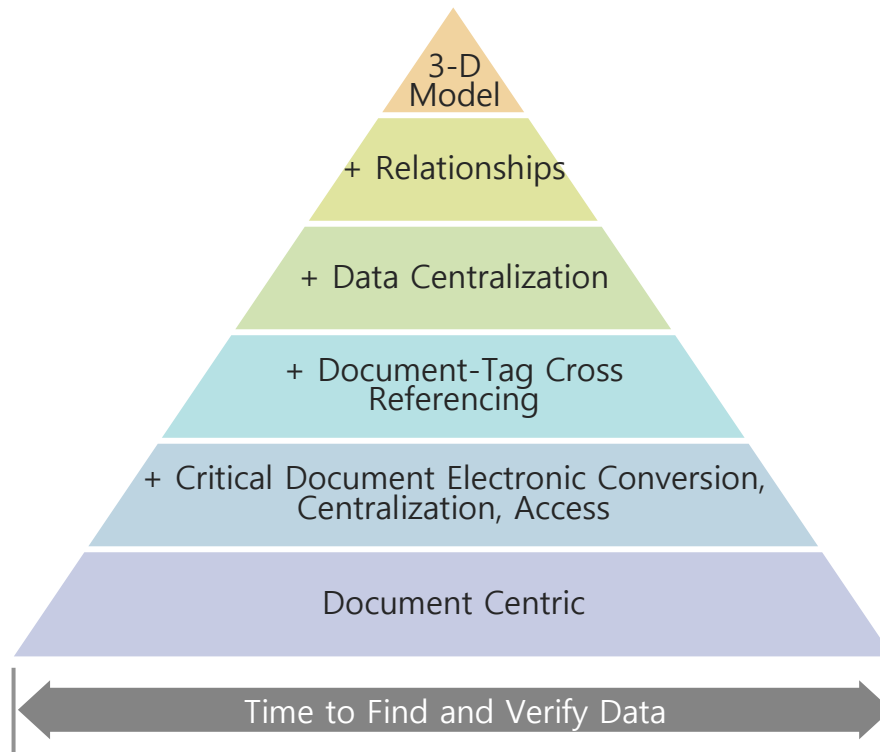 3-D
Model
+ Relationships
+ Data Centralization
+ Document-Tag Cross
Referencing
+ Critical Document Electronic Conversion,
Centralization, Access
Document Centric
Time to Find and Verify Data